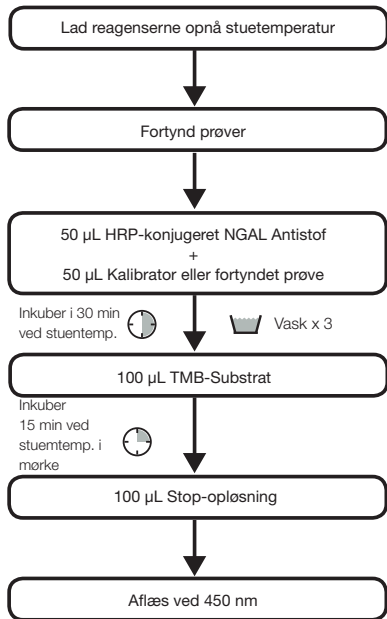 Lad reagenserne opnå stuetemperatur
Fortynd prøver
50 µL HRP-konjugeret NGAL Antistof
+
50 µL Kalibrator eller fortyndet prøve
Inkuber i 30 min
ved stuentemp.
Vask x 3
100 µL TMB-Substrat
Inkuber
15 min ved
stuemtemp. i
mørke
100 µL Stop-opløsning
Aflæs ved 450 nm